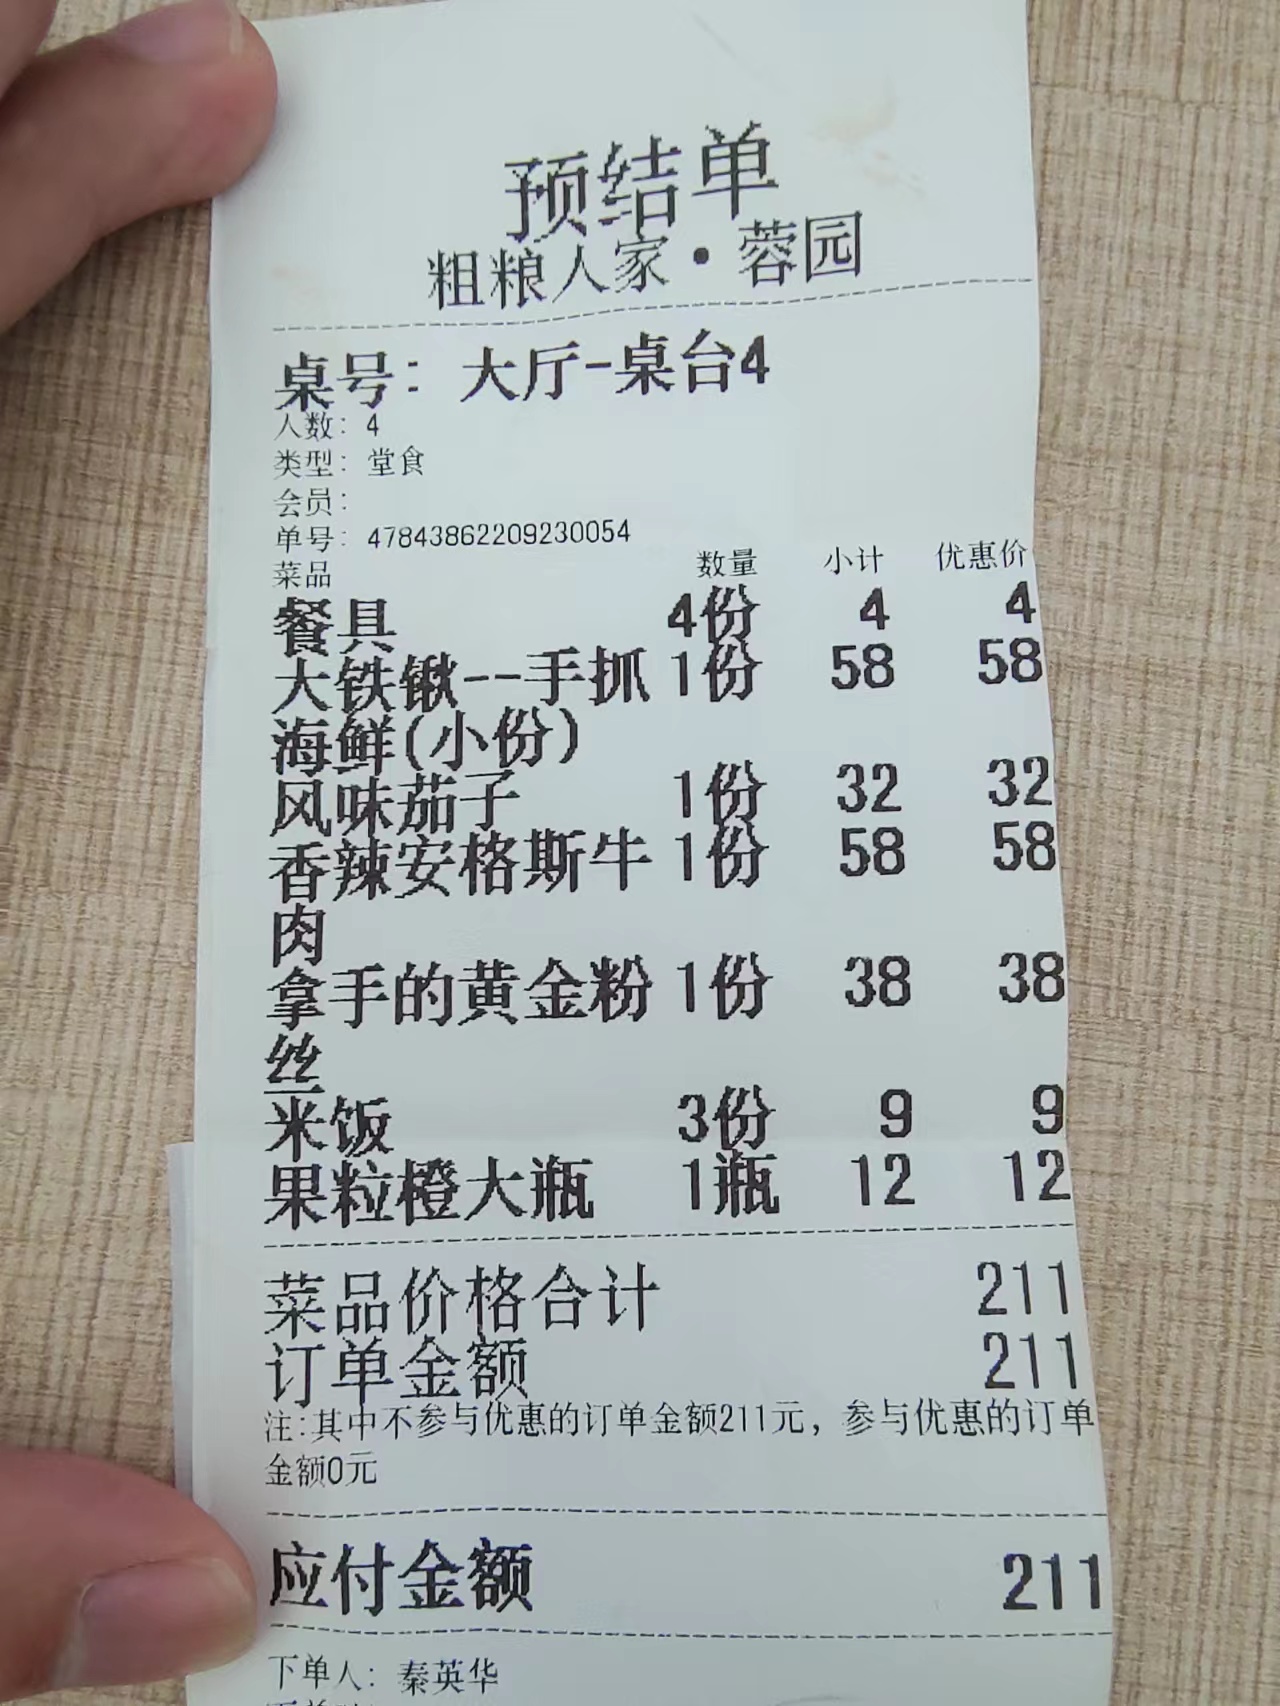 预结单
粗粮人家·蓉园
桌号: 大厅-桌台4
人数: 4
类型: 堂食
会员:
单号: 47843862209230054
菜品 数量 小计 优惠价
餐具 4份 4 4
大铁锹--手抓 1份 58 58
海鲜(小份)
风味茄子 1份 32 32
香辣安格斯牛 1份 58 58
肉
拿手的黄金粉 1份 38 38
丝
米饭 3份 9 9
果粒橙大瓶 1瓶 12 12
菜品价格合计 211
订单金额 211
注:其中不参与优惠的订单金额211元，参与优惠的订单
金额0元
应付金额 211
下单人: 秦英华